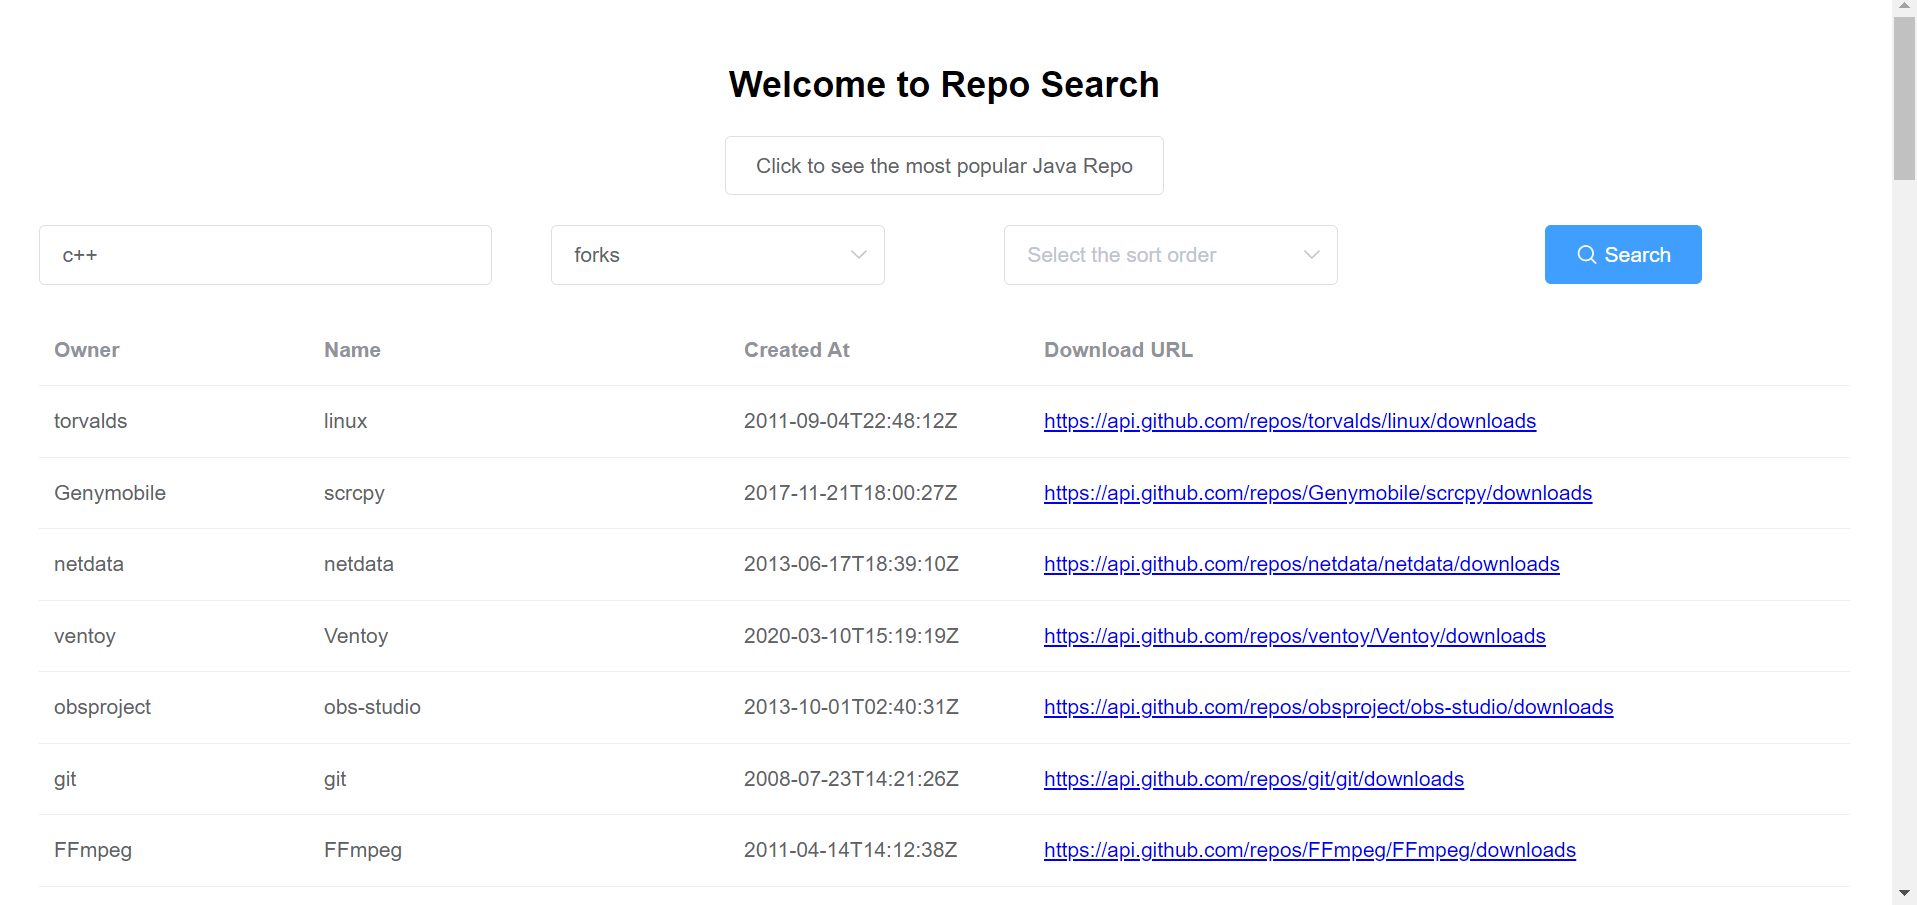 Welcome to Repo Search
Click to see the most popular Java Repo
c++ forks Select the sort order Search
Owner Name Created At Download URL
torvalds linux 2011-09-04T22:48:12Z https://api.github.com/repos/torvalds/linux/downloads
Genymobile scrcpy 2017-11-21T18:00:27Z https://api.github.com/repos/Genymobile/scrcpy/downloads
netdata netdata 2013-06-17T18:39:10Z https://api.github.com/repos/netdata/netdata/downloads
ventoy Ventoy 2020-03-10T15:19:19Z https://api.github.com/repos/ventoy/Ventoy/downloads
obsproject obs-studio 2013-10-01T02:40:31Z https://api.github.com/repos/obsproject/obs-studio/downloads
git git 2008-07-23T14:21:26Z https://api.github.com/repos/git/git/downloads
FFmpeg FFmpeg 2011-04-14T14:12:38Z https://api.github.com/repos/FFmpeg/FFmpeg/downloads